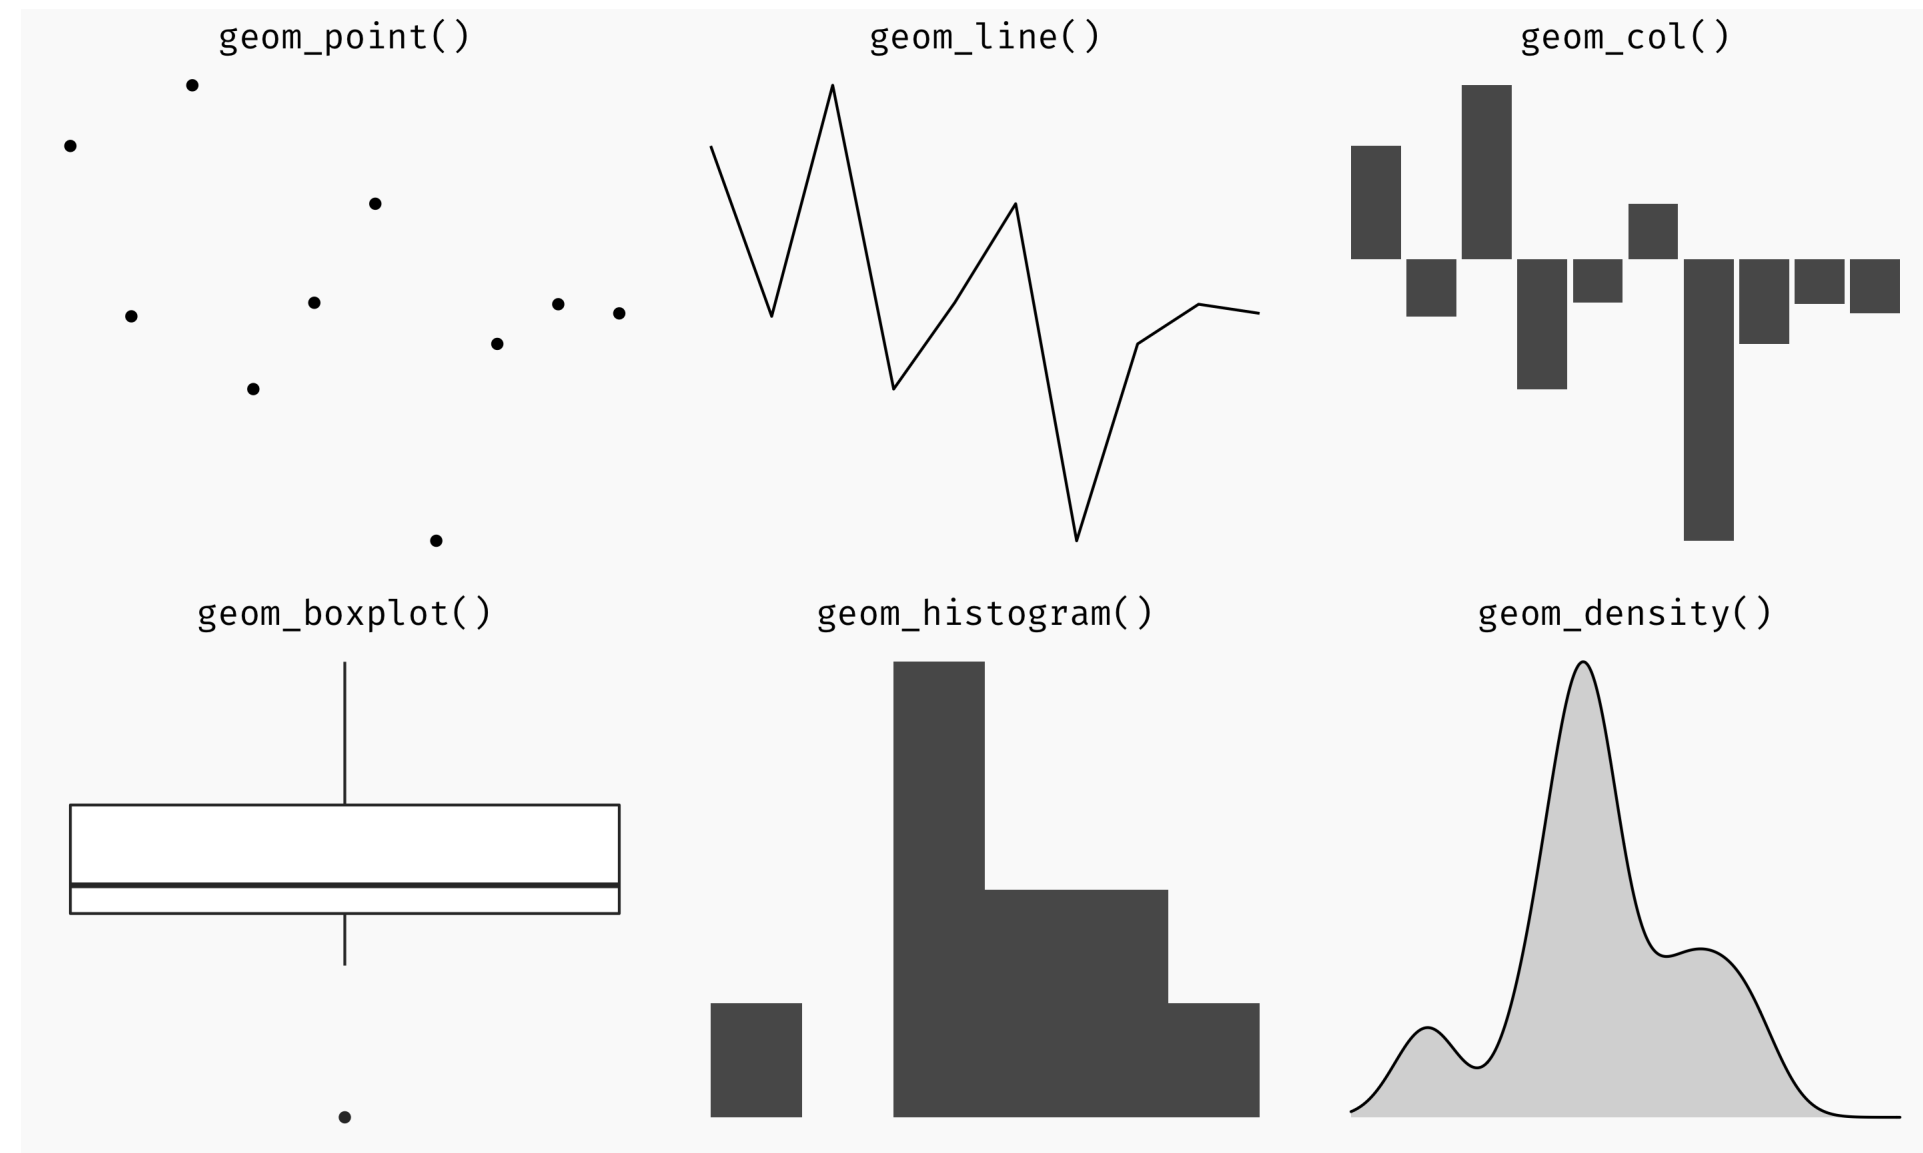 geom_point()
geom_line()
geom_col()
geom_boxplot()
geom_histogram()
geom_density()